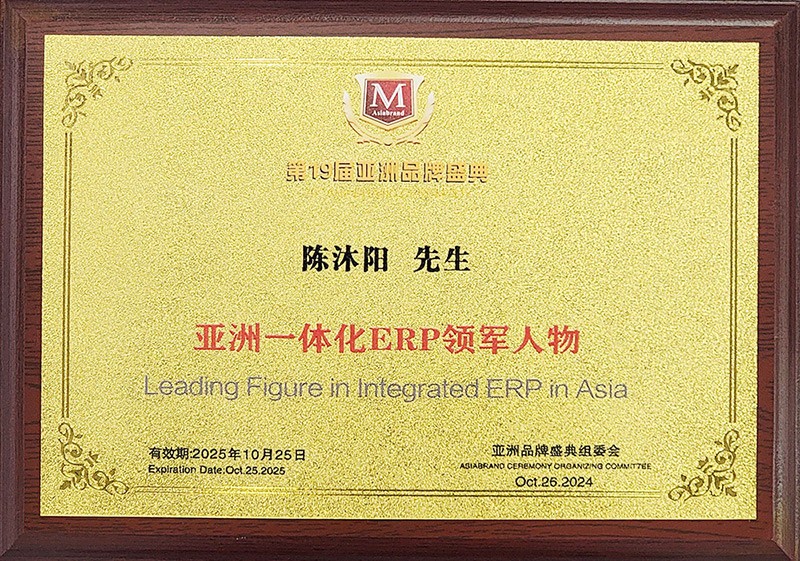 M
Asiabrand
第19届亚洲品牌盛典
陈沐阳 先生
亚洲一体化ERP领军人物
Leading Figure in Integrated ERP in Asia
有效期:2025年10月25日
Expiration Date:Oct.25.2025
亚洲品牌盛典组委会
ASIABRAND CEREMONY ORGANIZING COMMITTEE
Oct.26.2024